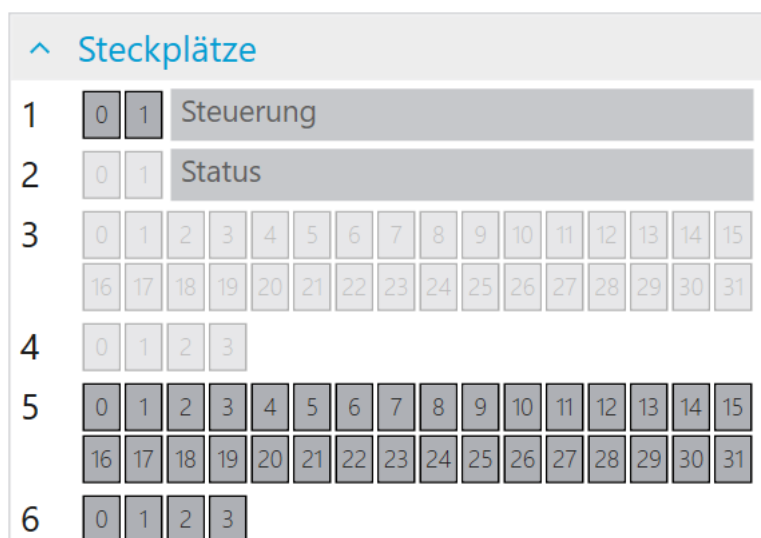 Steckplätze
1 0 1 Steuerung
2 0 1 Status
3 0 1 2 3 4 5 6 7 8 9 10 11 12 13 14 15
16 17 18 19 20 21 22 23 24 25 26 27 28 29 30 31
4 0 1 2 3
5 0 1 2 3 4 5 6 7 8 9 10 11 12 13 14 15
16 17 18 19 20 21 22 23 24 25 26 27 28 29 30 31
6 0 1 2 3